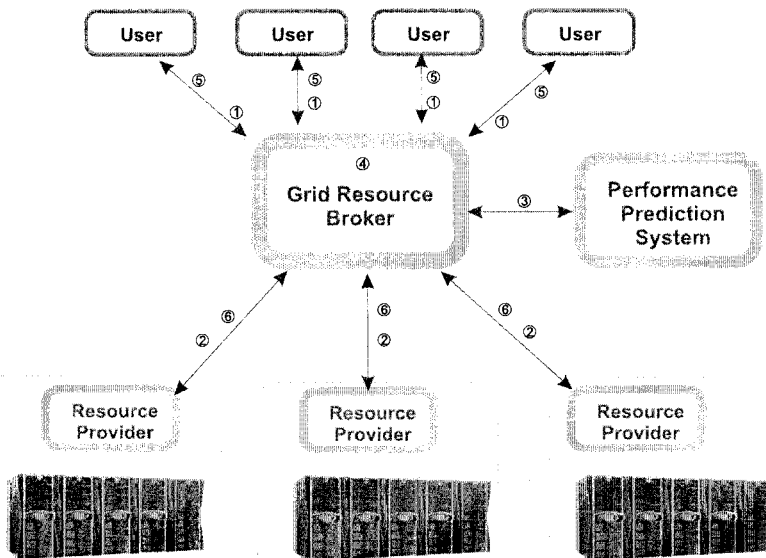 User User User User
⑤ ⑤ ⑤ ⑤
① ① ① ①
④
Grid Resource
Broker
③
Performance
Prediction
System
⑥ ⑥ ⑥
② ② ②
Resource
Provider
Resource
Provider
Resource
Provider